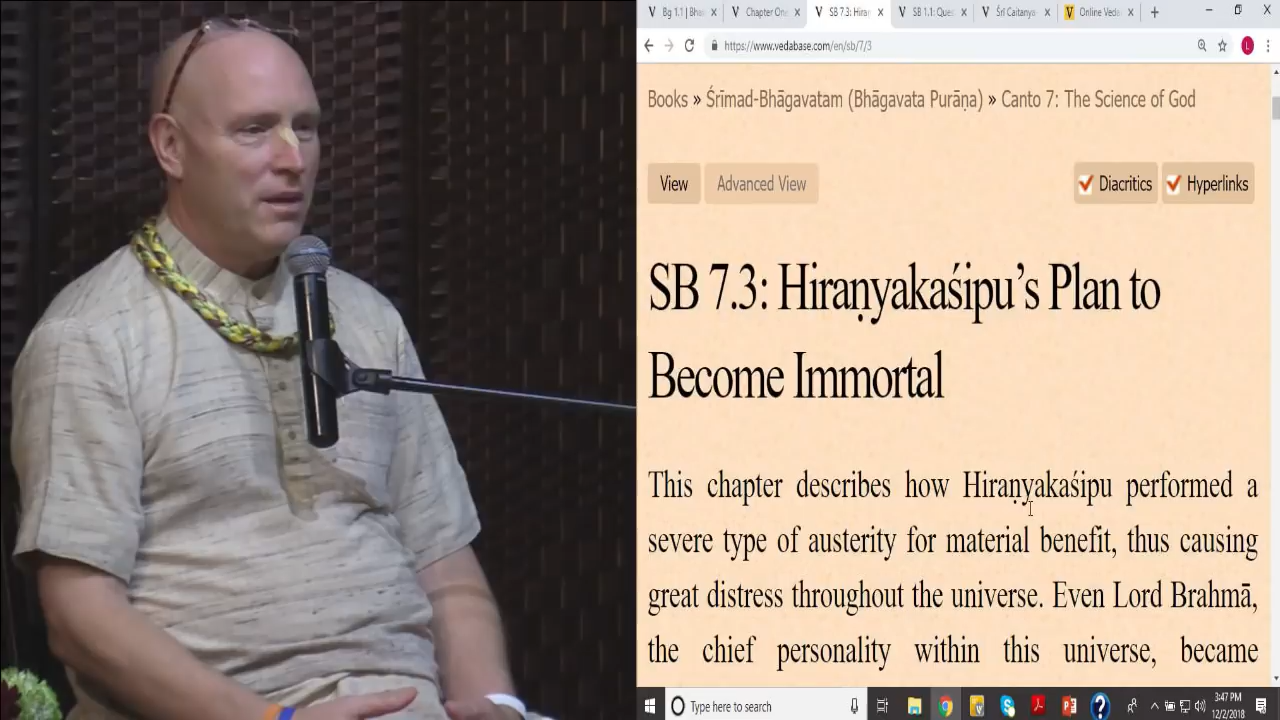 Bg 1.1 | Bha
Chapter One
SB 7.3: Hira
SB 1.1: Ques
Śrī Caitanya
Online Veda
https://www.vedabase.com/en/sb/7/3
L
Books » Śrīmad-Bhāgavatam (Bhāgavata Purāṇa) » Canto 7: The Science of God
View
Advanced View
Diacritics
Hyperlinks
SB 7.3: Hiraṇyakaśipu’s Plan to
Become Immortal
This chapter describes how Hiraṇyakaśipu performed a
severe type of austerity for material benefit, thus causing
great distress throughout the universe. Even Lord Brahmā,
the chief personality within this universe, became
Type here to search
3:47 PM
12/2/2018